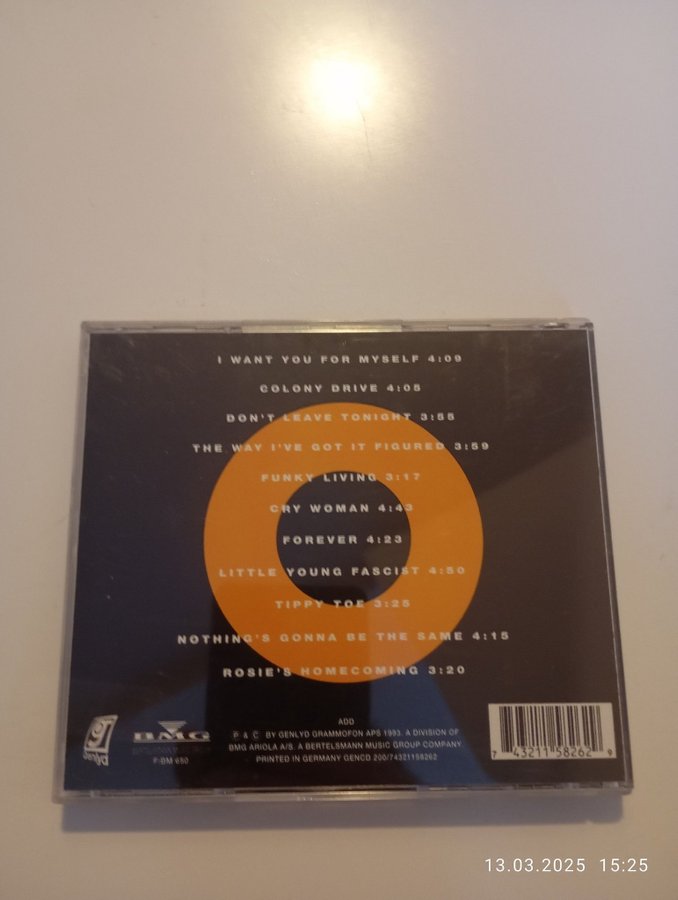 I WANT YOU FOR MYSELF 4:09
COLONY DRIVE 4:05
DON'T LEAVE TONIGHT 3:55
THE WAY I'VE GOT IT FIGURED 3:59
FUNKY LIVING 3:17
CRY WOMAN 4:43
FOREVER 4:23
LITTLE YOUNG FASCIST 4:50
TIPPY TOE 3:25
NOTHING'S GONNA BE THE SAME 4:15
ROSIE'S HOMECOMING 3:20
ADD
P & C BY GENLYD GRAMMOFON APS 1993. A DIVISION OF
BMG ARIOLA A/S. A BERTELSMANN MUSIC GROUP COMPANY.
PRINTED IN GERMANY GENCD 200/74321158262
genlyd
BMG
F:BM 650
7 43211 58262 9
13.03.2025 15:25